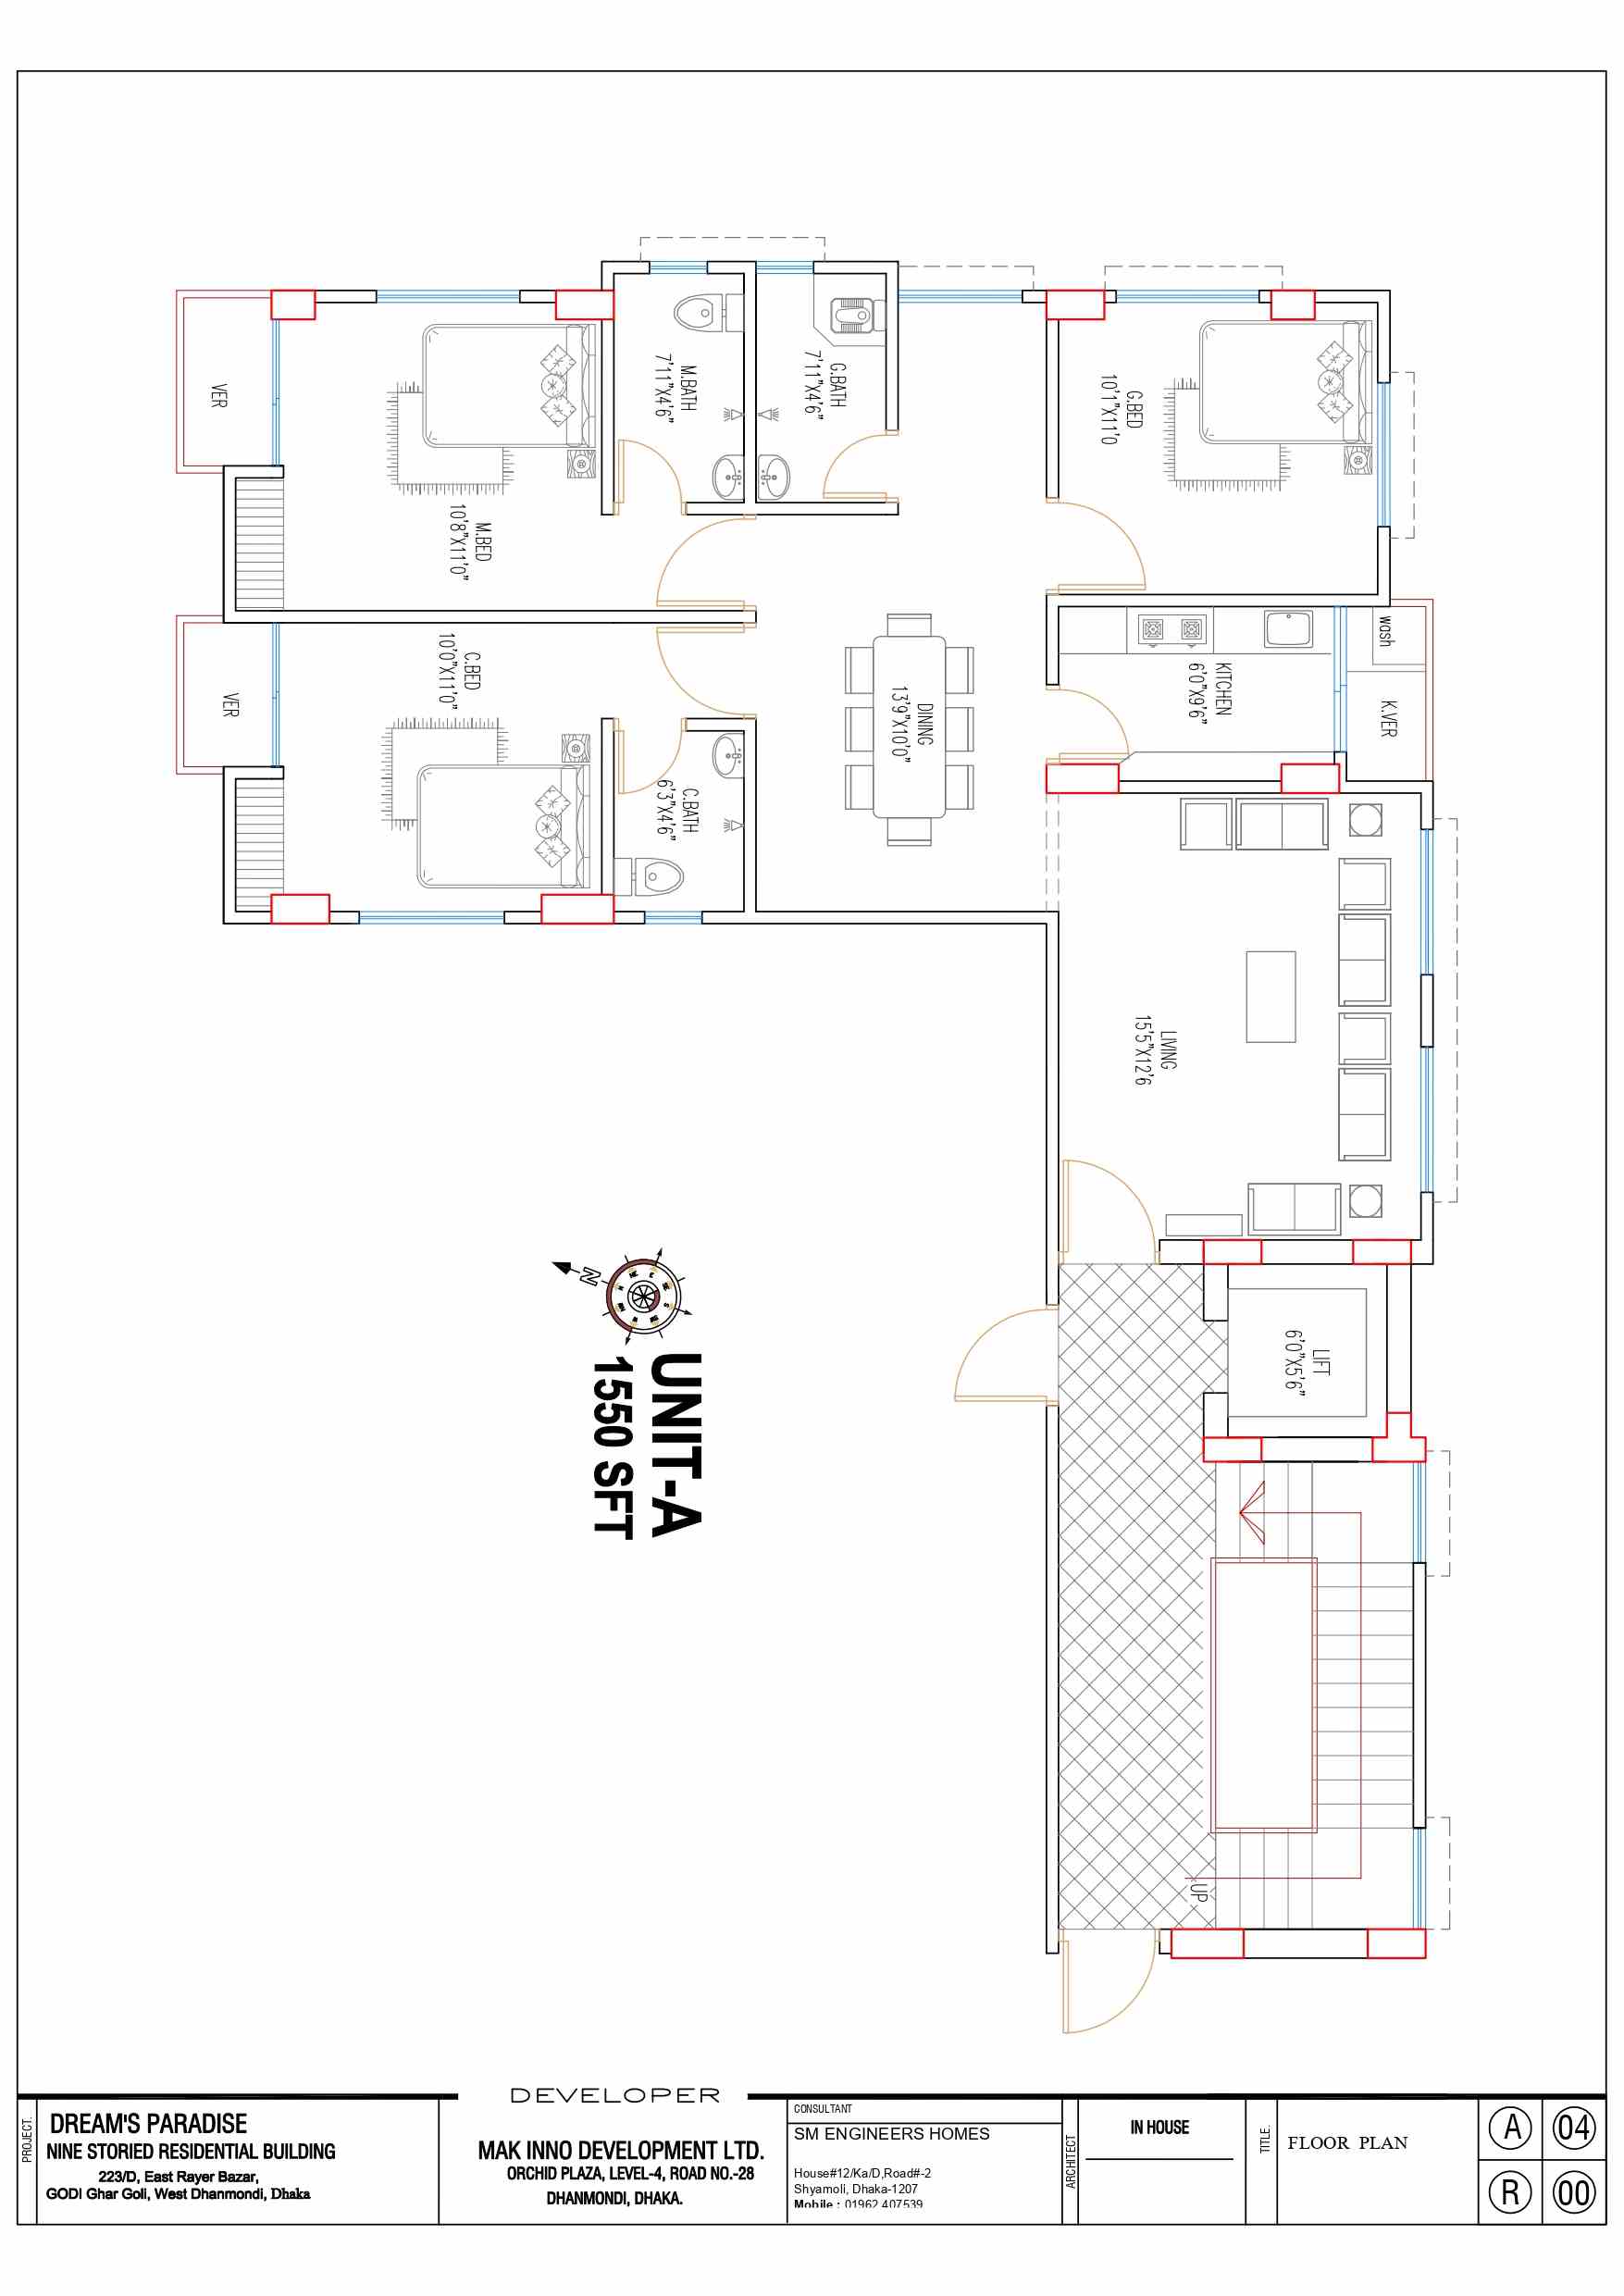 VER
M.BED
10'8"X11'0"
M.BATH
7'11"X4'6"
G.BATH
7'11"X4'6"
G.BED
10'1"X11'0
VER
C.BED
10'0"X11'0"
C.BATH
6'3"X4'6"
DINING
13'9"X10'0"
KITCHEN
6'0"X9'6"
wash
K.VER
LIVING
15'5"X12'6
LIFT
6'0"X5'6"
UP
N
UNIT-A
1550 SFT
PROJECT.
DREAM'S PARADISE
NINE STORIED RESIDENTIAL BUILDING
223/D, East Rayer Bazar,
GODI Ghar Goli, West Dhanmondi, Dhaka
DEVELOPER
MAK INNO DEVELOPMENT LTD.
ORCHID PLAZA, LEVEL-4, ROAD NO.-28
DHANMONDI, DHAKA.
CONSULTANT
SM ENGINEERS HOMES
House#12/Ka/D,Road#-2
Shyamoli, Dhaka-1207
Mobile : 01962 407539
ARCHITECT
IN HOUSE
TITLE.
FLOOR PLAN
A 04
R 00